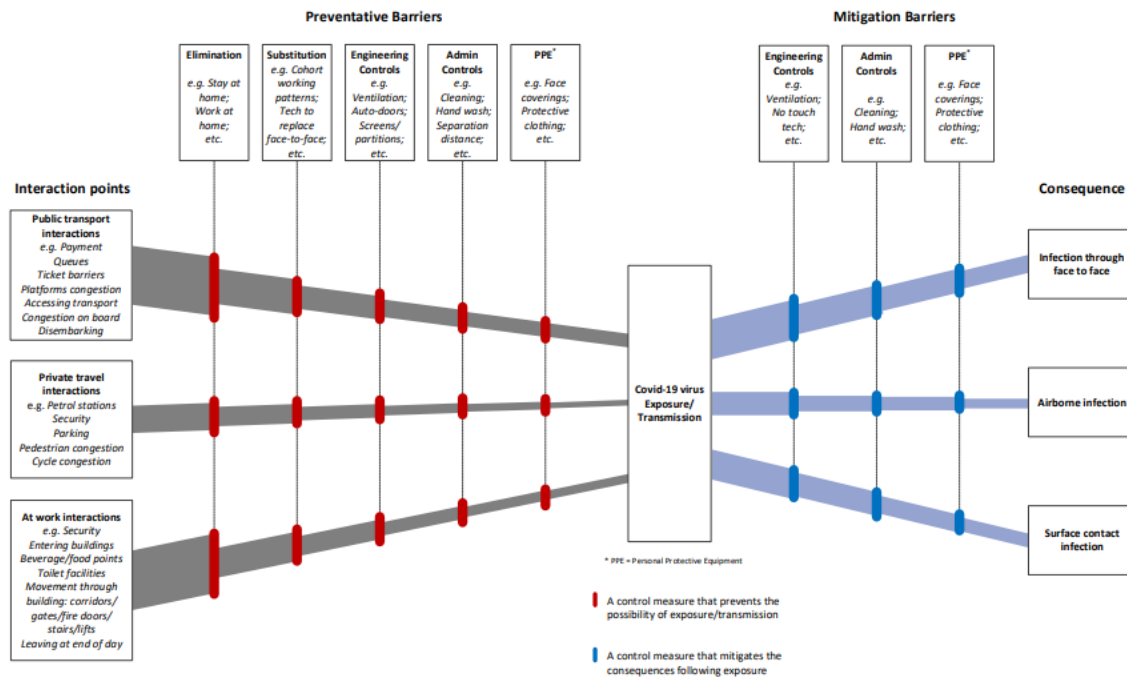 Preventative Barriers
Mitigation Barriers
Elimination
e.g. Stay at
home;
Work at
home;
etc.
Substitution
e.g. Cohort
working
patterns;
Tech to
replace
face-to-face;
etc.
Engineering
Controls
e.g.
Ventilation;
Auto-doors;
Screens/
partitions;
etc.
Admin
Controls
e.g.
Cleaning;
Hand wash;
Separation
distance;
etc.
PPE*
e.g. Face
coverings;
Protective
clothing;
etc.
Engineering
Controls
e.g.
Ventilation;
No touch
tech;
etc.
Admin
Controls
e.g.
Cleaning;
Hand wash;
etc.
PPE*
e.g. Face
coverings;
Protective
clothing;
etc.
Interaction points
Consequence
Public transport
interactions
e.g. Payment
Queues
Ticket barriers
Platforms congestion
Accessing transport
Congestion on board
Disembarking
Private travel
interactions
e.g. Petrol stations
Security
Parking
Pedestrian congestion
Cycle congestion
At work interactions
e.g. Security
Entering buildings
Beverage/food points
Toilet facilities
Movement through
building: corridors/
gates/fire doors/
stairs/lifts
Leaving at end of day
Covid-19 virus
Exposure/
Transmission
Infection through
face to face
Airborne infection
Surface contact
infection
* PPE = Personal Protective Equipment
A control measure that prevents the
possibility of exposure/transmission
A control measure that mitigates the
consequences following exposure